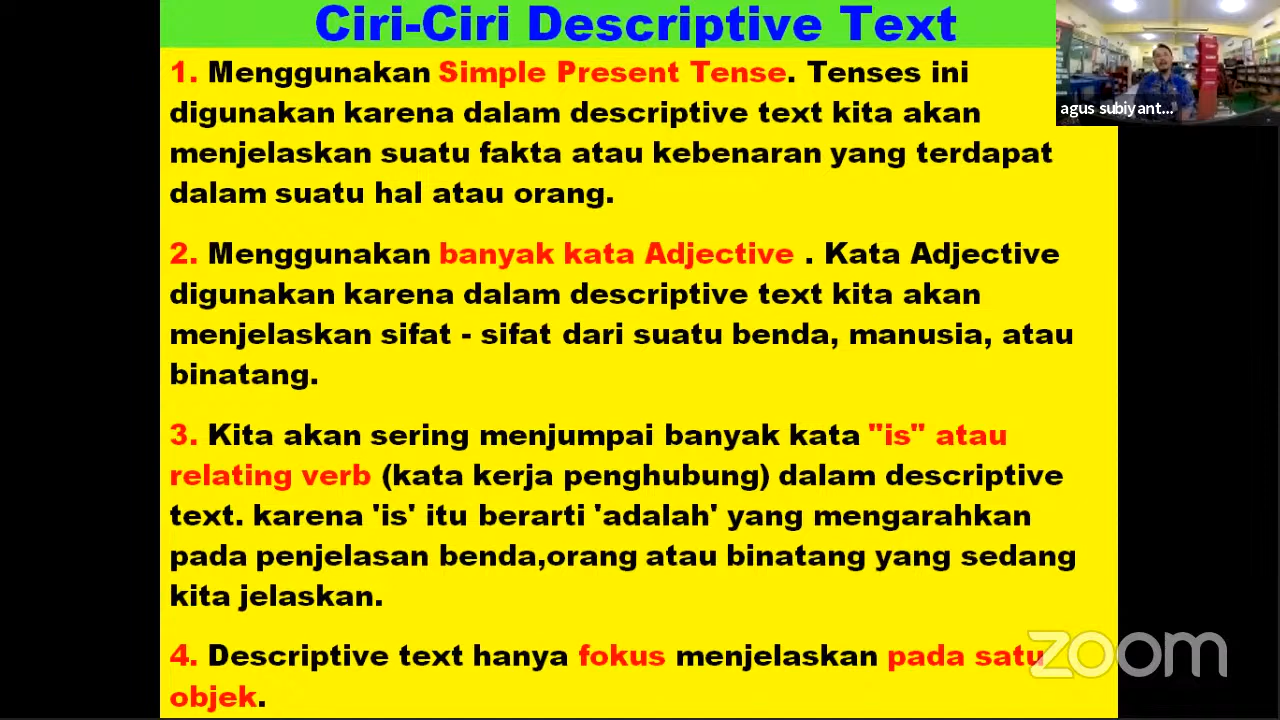 Ciri-Ciri Descriptive Text
1. Menggunakan Simple Present Tense. Tenses ini
digunakan karena dalam descriptive text kita akan
menjelaskan suatu fakta atau kebenaran yang terdapat
dalam suatu hal atau orang.
2. Menggunakan banyak kata Adjective . Kata Adjective
digunakan karena dalam descriptive text kita akan
menjelaskan sifat - sifat dari suatu benda, manusia, atau
binatang.
3. Kita akan sering menjumpai banyak kata "is" atau
relating verb (kata kerja penghubung) dalam descriptive
text. karena 'is' itu berarti 'adalah' yang mengarahkan
pada penjelasan benda,orang atau binatang yang sedang
kita jelaskan.
4. Descriptive text hanya fokus menjelaskan pada satu
objek.
agus subiyant...
zoom